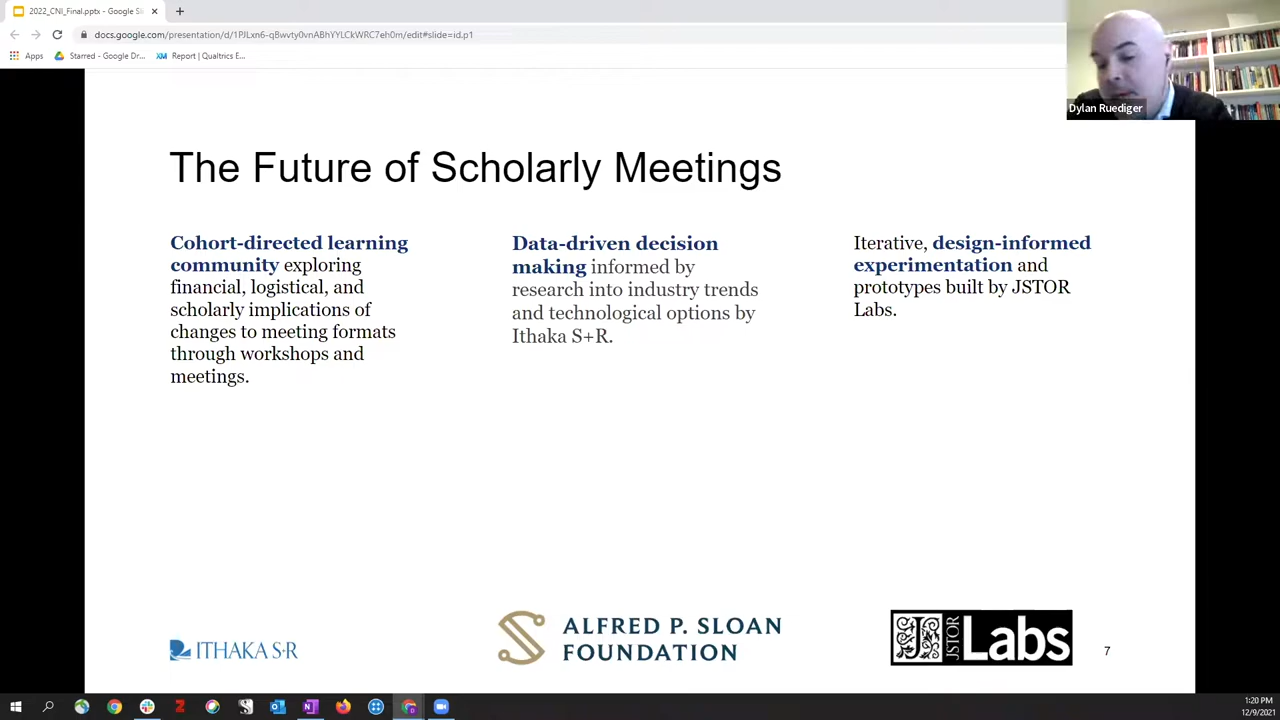 2022_CNI_Final.pptx - Google Sli
docs.google.com/presentation/d/1PJLxn6-qBwvty0vnABhYYLCkWRC7eh0m/edit#slide=id.p1
Apps
Starred - Google Dr...
Report | Qualtrics E...
Dylan Ruediger
The Future of Scholarly Meetings
Cohort-directed learning
community exploring
financial, logistical, and
scholarly implications of
changes to meeting formats
through workshops and
meetings.
Data-driven decision
making informed by
research into industry trends
and technological options by
Ithaka S+R.
Iterative, design-informed
experimentation and
prototypes built by JSTOR
Labs.
ITHAKA S·R
ALFRED P. SLOAN
FOUNDATION
JSTOR
Labs
7
1:20 PM
12/9/2021